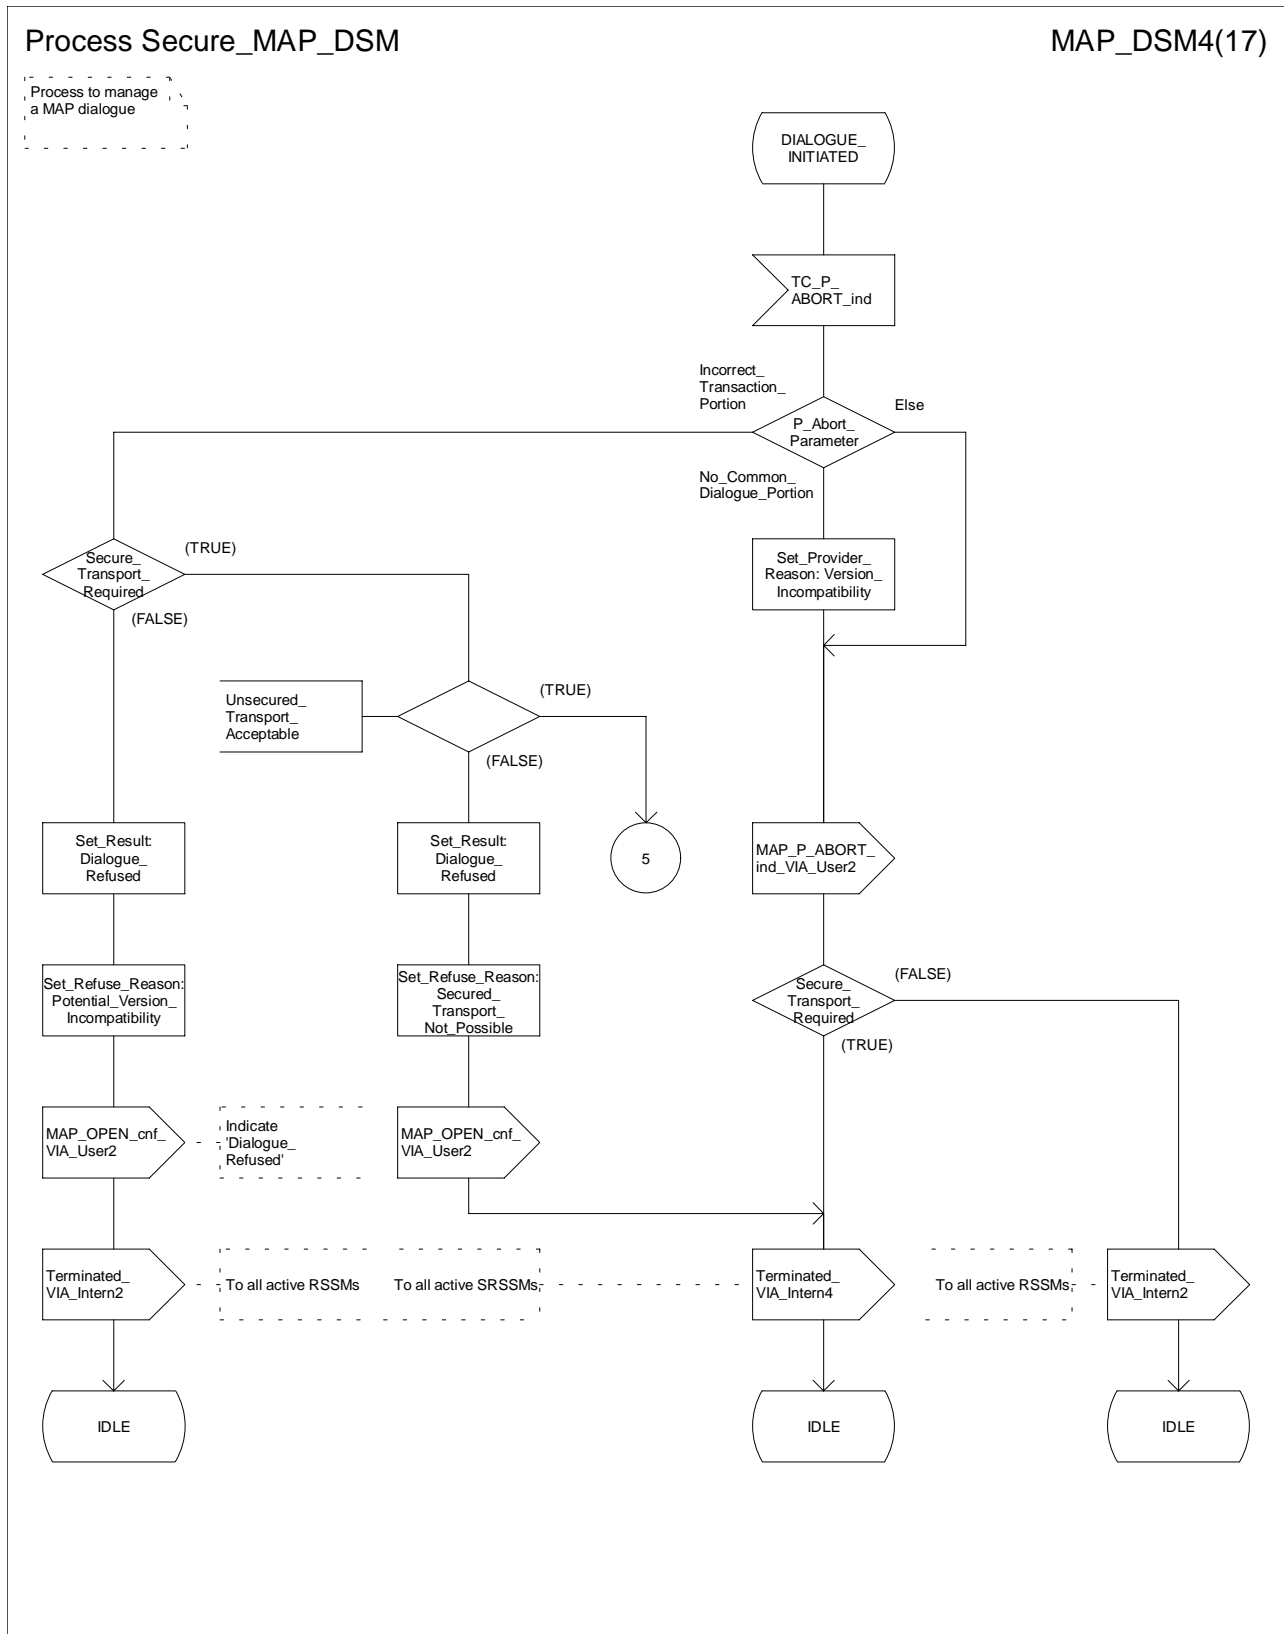 Process Secure_MAP_DSM
MAP_DSM4(17)
Process to manage
a MAP dialogue
DIALOGUE_
INITIATED
TC_P_
ABORT_ind
Incorrect_
Transaction_
Portion
Else
P_Abort_
Parameter
No_Common_
Dialogue_Portion
(TRUE)
Secure_
Transport_
Required
(FALSE)
Set_Provider_
Reason: Version_
Incompatibility
Unsecured_
Transport_
Acceptable
(TRUE)
(FALSE)
Set_Result:
Dialogue_
Refused
Set_Result:
Dialogue_
Refused
5
MAP_P_ABORT_
ind_VIA_User2
Set_Refuse_Reason:
Potential_Version_
Incompatibility
Set_Refuse_Reason:
Secured_
Transport_
Not_Possible
Secure_
Transport_
Required
(FALSE)
(TRUE)
MAP_OPEN_cnf_
VIA_User2
Indicate
'Dialogue_
Refused'
MAP_OPEN_cnf_
VIA_User2
Terminated_
VIA_Intern2
To all active RSSMs
To all active SRSSMs
Terminated_
VIA_Intern4
To all active RSSMs
Terminated_
VIA_Intern2
IDLE
IDLE
IDLE